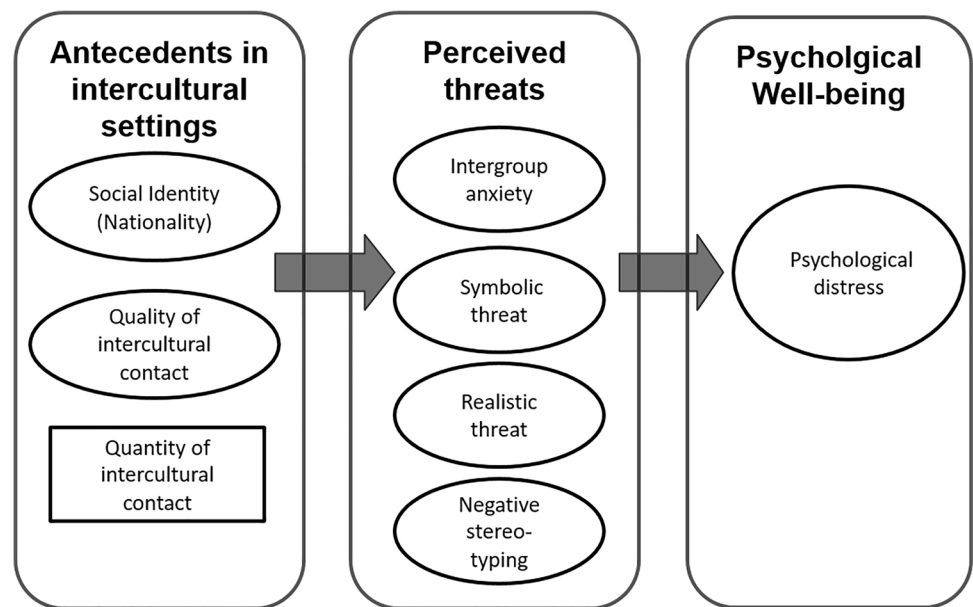 Antecedents in
intercultural
settings
Social Identity
(Nationality)
Quality of
intercultural
contact
Quantity of
intercultural
contact
Perceived
threats
Intergroup
anxiety
Symbolic
threat
Realistic
threat
Negative
stereo-
typing
Psycholgical
Well-being
Psychological
distress